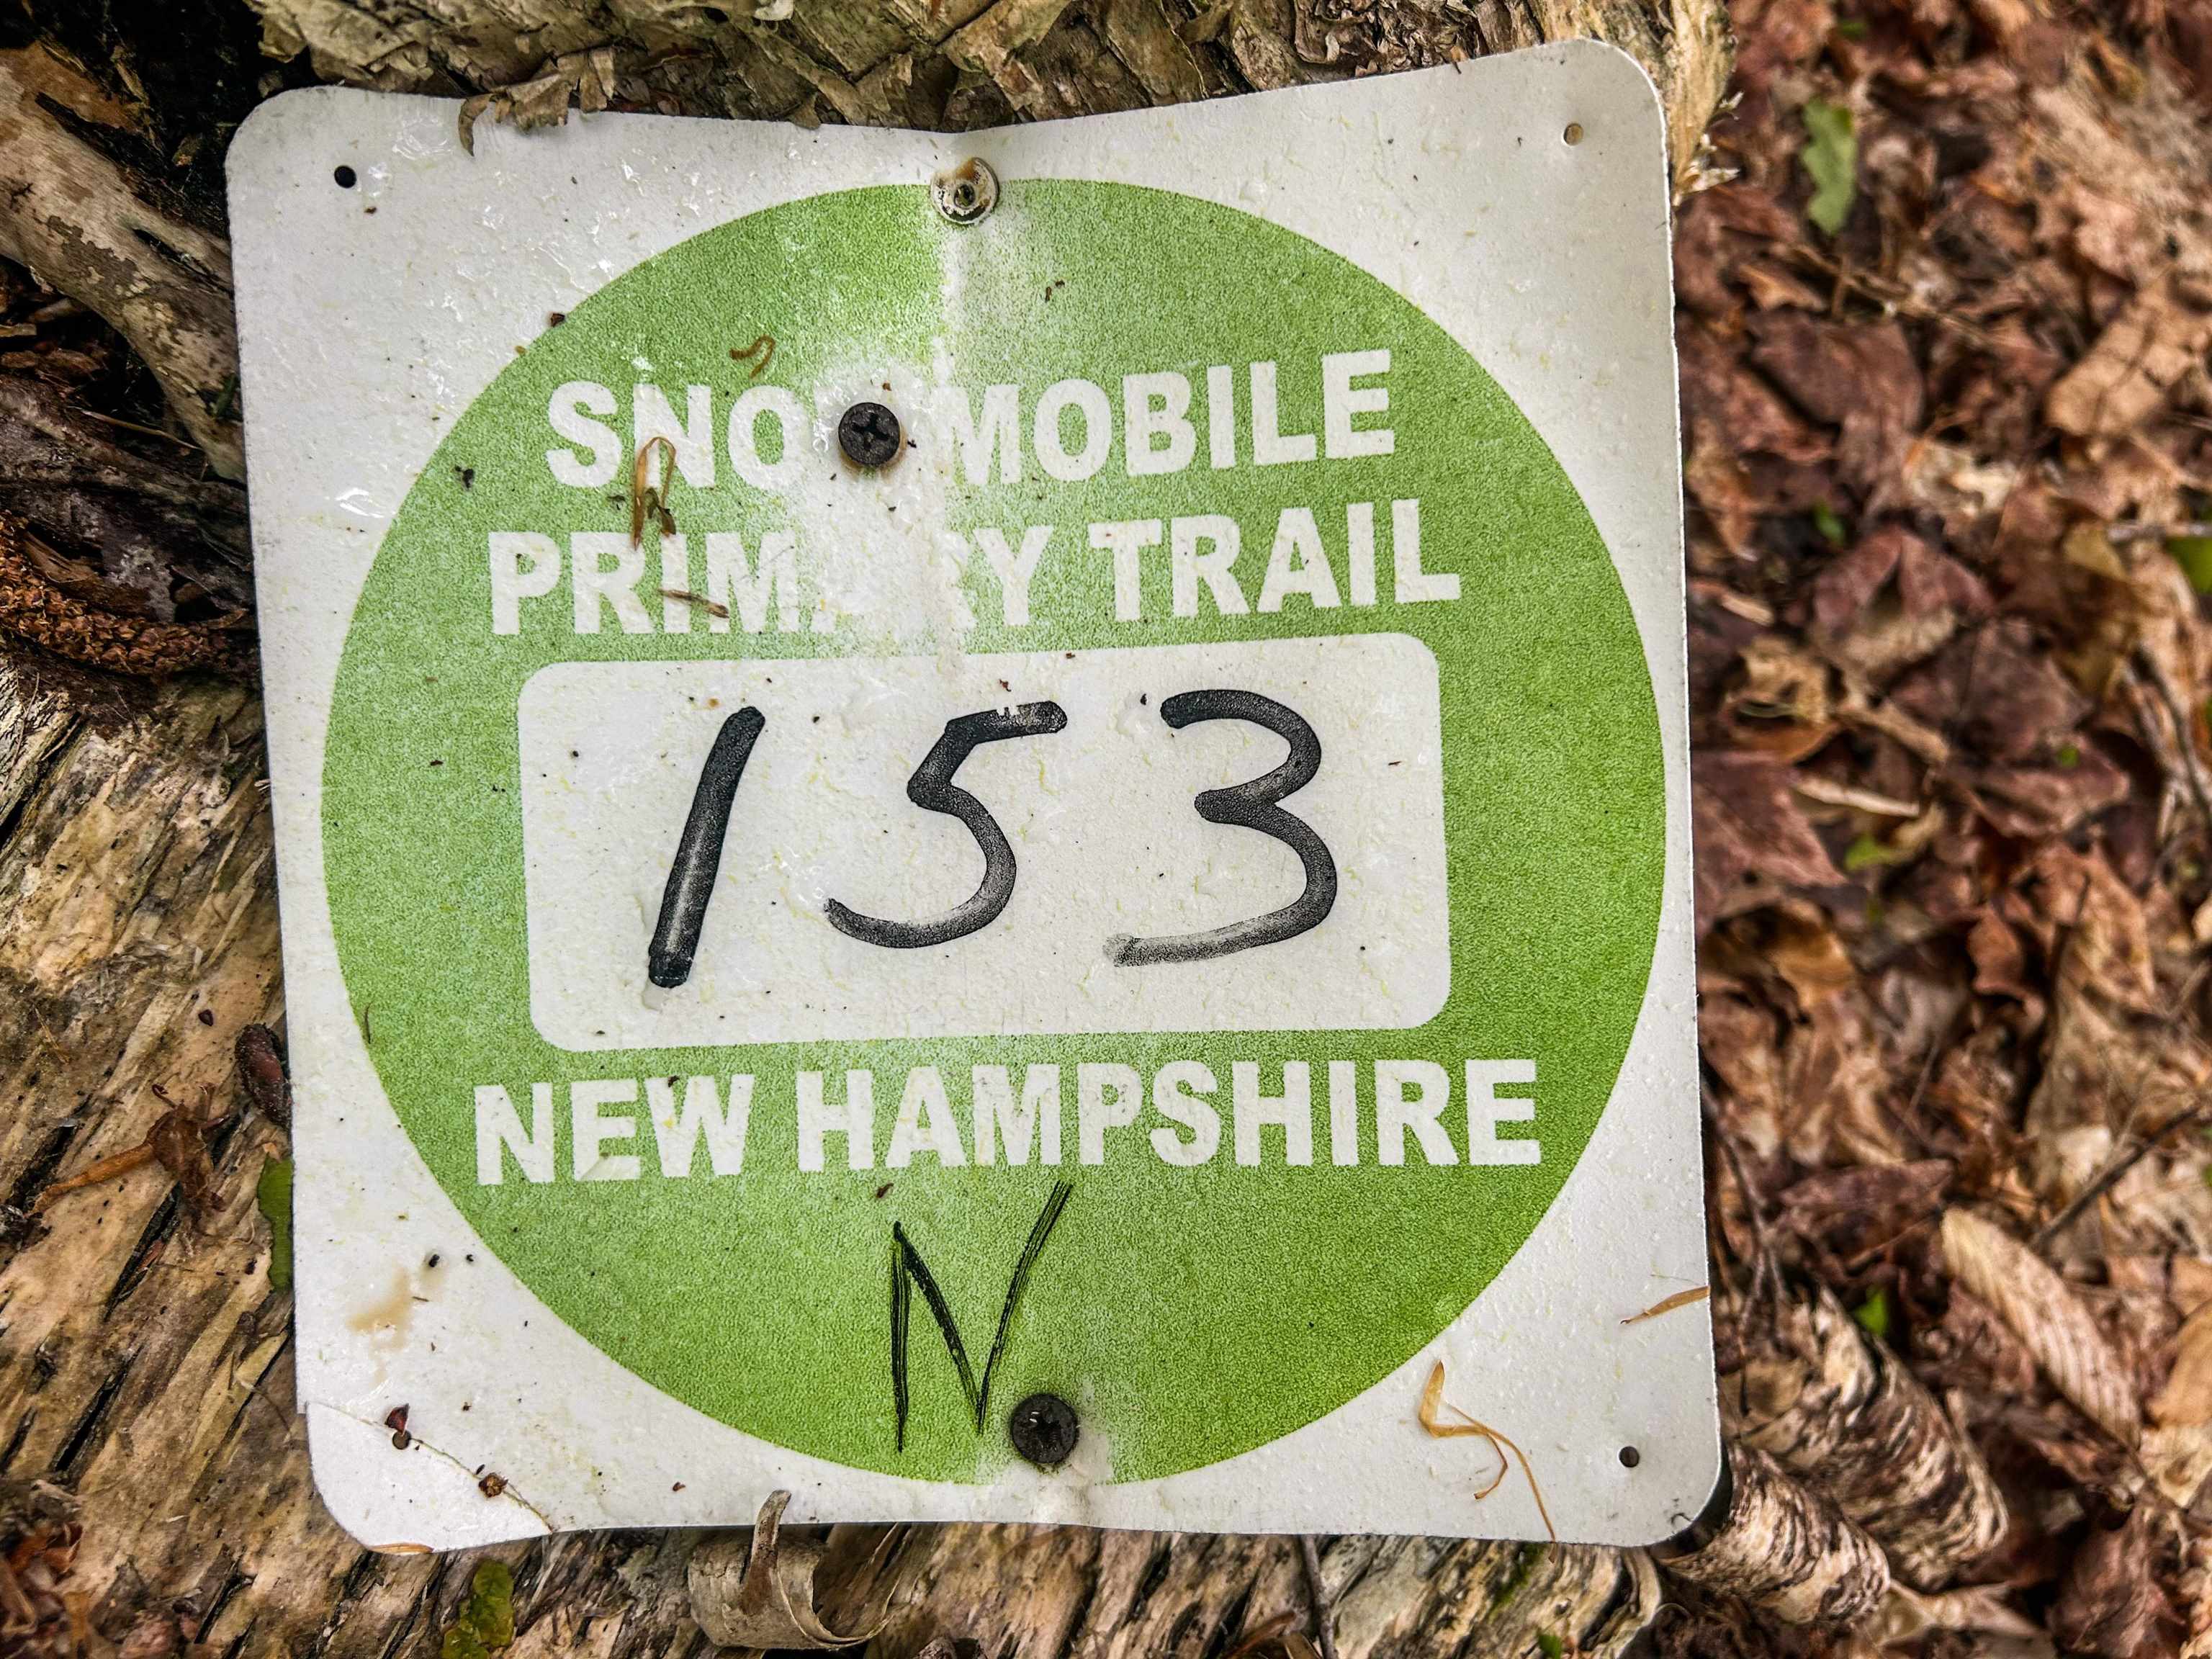 SNOWMOBILE
PRIMARY TRAIL
153
NEW HAMPSHIRE
N